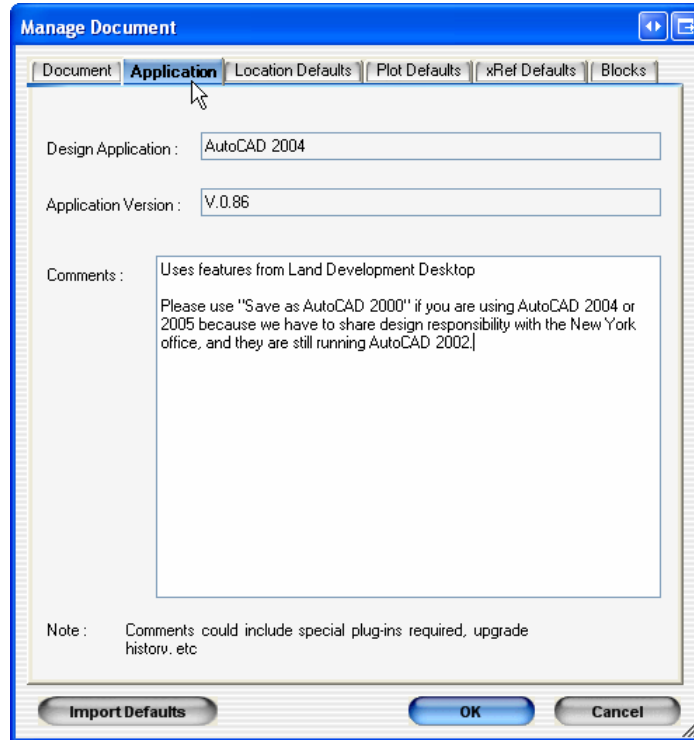 Manage Document
Document Application Location Defaults Plot Defaults xRef Defaults Blocks
Design Application : AutoCAD 2004
Application Version : V.0.86
Comments : Uses features from Land Development Desktop
Please use "Save as AutoCAD 2000" if you are using AutoCAD 2004 or
2005 because we have to share design responsibility with the New York
office, and they are still running AutoCAD 2002.
Note : Comments could include special plug-ins required, upgrade
history. etc
Import Defaults OK Cancel